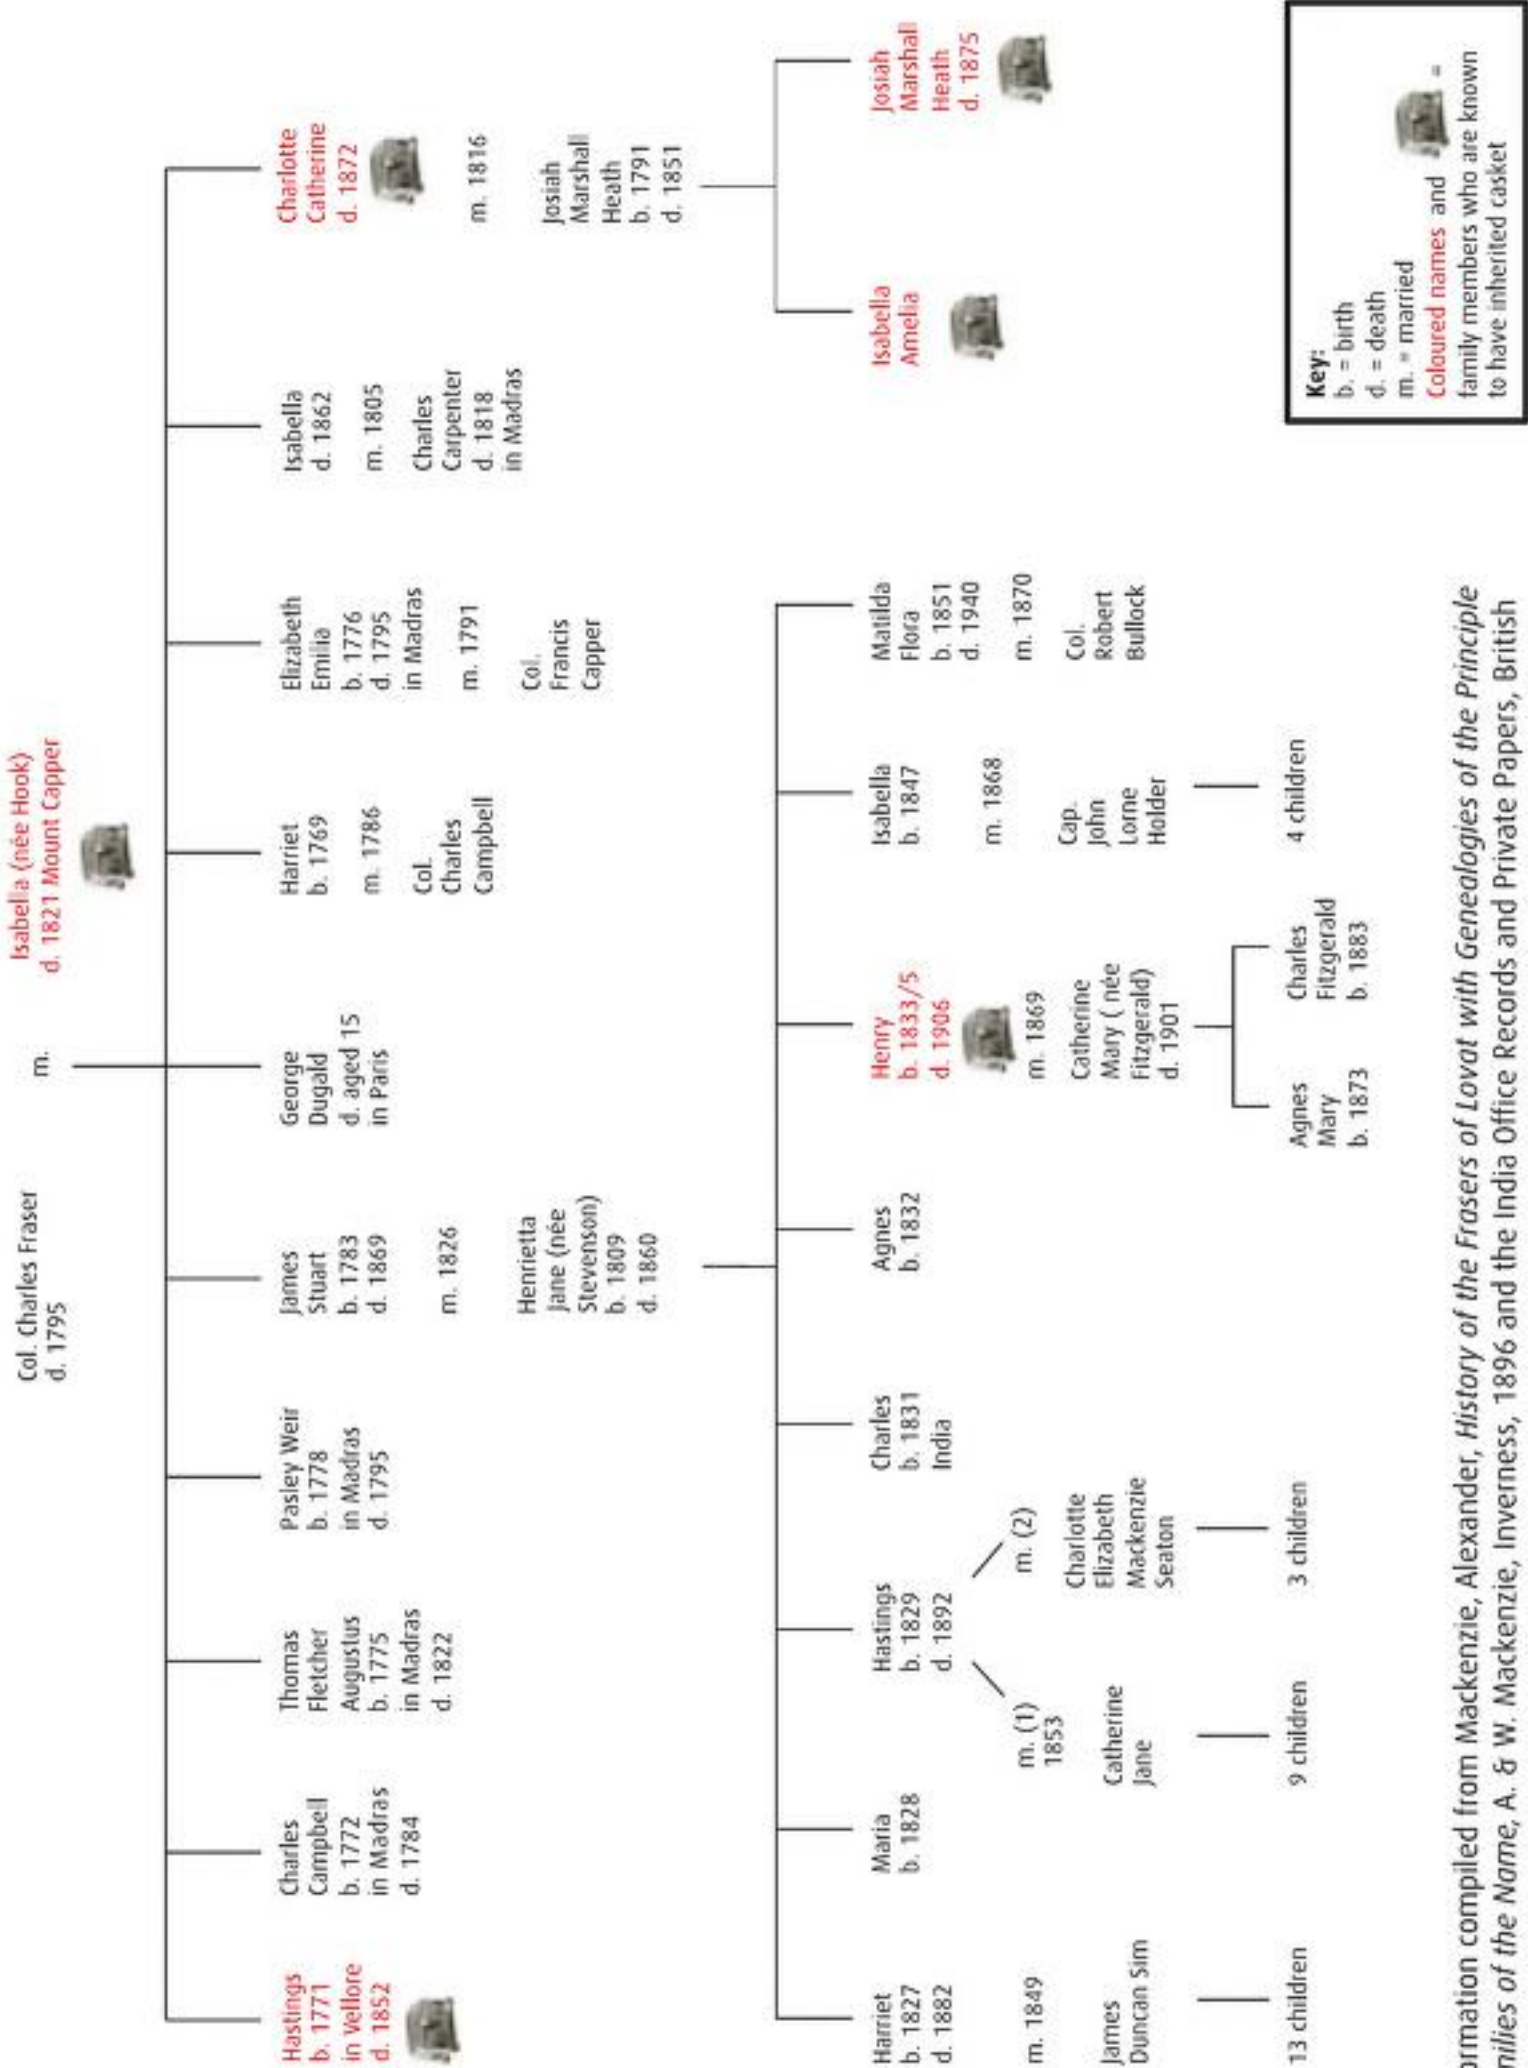 Col. Charles Fraser
d. 1795
m.
Isabella (née Hook)
d. 1821 Mount Capper
Hastings
b. 1771
in Vellore
d. 1852
Charles
Campbell
b. 1772
in Madras
d. 1784
Thomas
Fletcher
Augustus
b. 1775
in Madras
d. 1822
Pasley Weir
b. 1778
in Madras
d. 1795
James
Stuart
b. 1783
d. 1869
m. 1826
Henrietta
Jane (née
Stevenson)
b. 1809
d. 1860
George
Dugald
d. aged 15
in Paris
Harriet
b. 1769
m. 1786
Col.
Charles
Campbell
Elizabeth
Emilia
b. 1776
d. 1795
in Madras
m. 1791
Col.
Francis
Capper
Isabella
d. 1862
m. 1805
Charles
Carpenter
d. 1818
in Madras
Charlotte
Catherine
d. 1872
m. 1816
Josiah
Marshall
Heath
b. 1791
d. 1851
Harriet
b. 1827
d. 1882
m. 1849
James
Duncan Sim
13 children
Maria
b. 1828
Hastings
b. 1829
d. 1892
m. (1)
1853
Catherine
Jane
9 children
m. (2)
Charlotte
Elizabeth
Mackenzie
Seaton
3 children
Charles
b. 1831
India
Agnes
b. 1832
Henry
b. 1833/5
d. 1906
m. 1869
Catherine
Mary ( née
Fitzgerald)
d. 1901
Agnes
Mary
b. 1873
Charles
Fitzgerald
b. 1883
Isabella
b. 1847
m. 1868
Cap.
John
Lorne
Holder
4 children
Matilda
Flora
b. 1851
d. 1940
m. 1870
Col.
Robert
Bullock
Isabella
Amelia
Josiah
Marshall
Heath
d. 1875
Key:
b. = birth
d. = death
m. = married
Coloured names and =
family members who are known
to have inherited casket
rmation compiled from Mackenzie, Alexander, History of the Frasers of Lovat with Genealogies of the Principle
nilies of the Name, A. & W. Mackenzie, Inverness, 1896 and the India Office Records and Private Papers, British